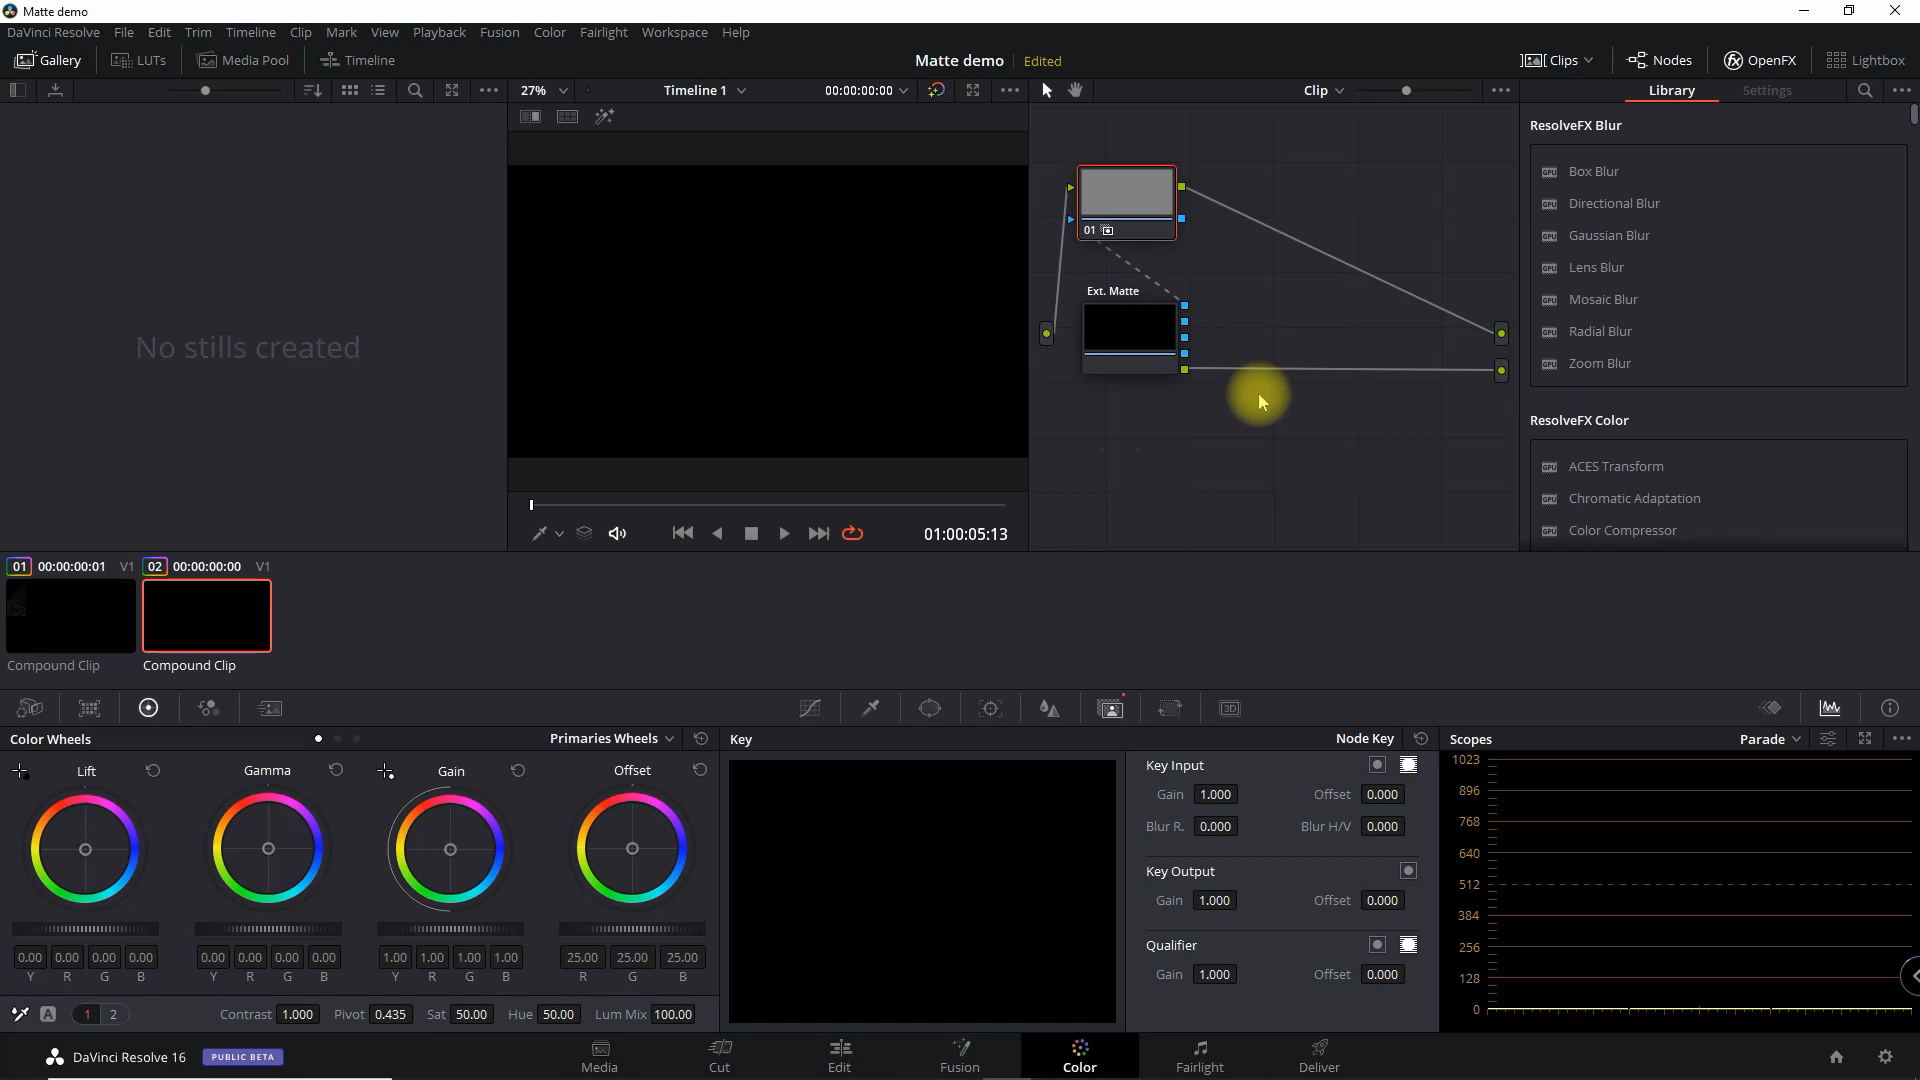 Matte demo
DaVinci Resolve File Edit Trim Timeline Clip Mark View Playback Fusion Color Fairlight Workspace Help
Gallery LUTs Media Pool Timeline Matte demo Edited Clips Nodes OpenFX Lightbox
27% Timeline 1 00:00:00:00 Clip Library Settings
ResolveFX Blur
Box Blur
Directional Blur
Gaussian Blur
Lens Blur
Mosaic Blur
Radial Blur
Zoom Blur
ResolveFX Color
ACES Transform
Chromatic Adaptation
Color Compressor
No stills created
01
Ext. Matte
01:00:05:13
01 00:00:00:01 V1 02 00:00:00:00 V1
Compound Clip Compound Clip
3D
Color Wheels Primaries Wheels Key Node Key Scopes Parade
Lift Gamma Gain Offset
0.00 0.00 0.00 0.00 0.00 0.00 0.00 0.00 1.00 1.00 1.00 1.00 25.00 25.00 25.00
Y R G B Y R G B Y R G B R G B
A 1 2 Contrast 1.000 Pivot 0.435 Sat 50.00 Hue 50.00 Lum Mix 100.00
Key Input
Gain 1.000 Offset 0.000
Blur R. 0.000 Blur H/V 0.000
Key Output
Gain 1.000 Offset 0.000
Qualifier
Gain 1.000 Offset 0.000
1023
896
768
640
512
384
256
128
0
DaVinci Resolve 16 PUBLIC BETA Media Cut Edit Fusion Color Fairlight Deliver